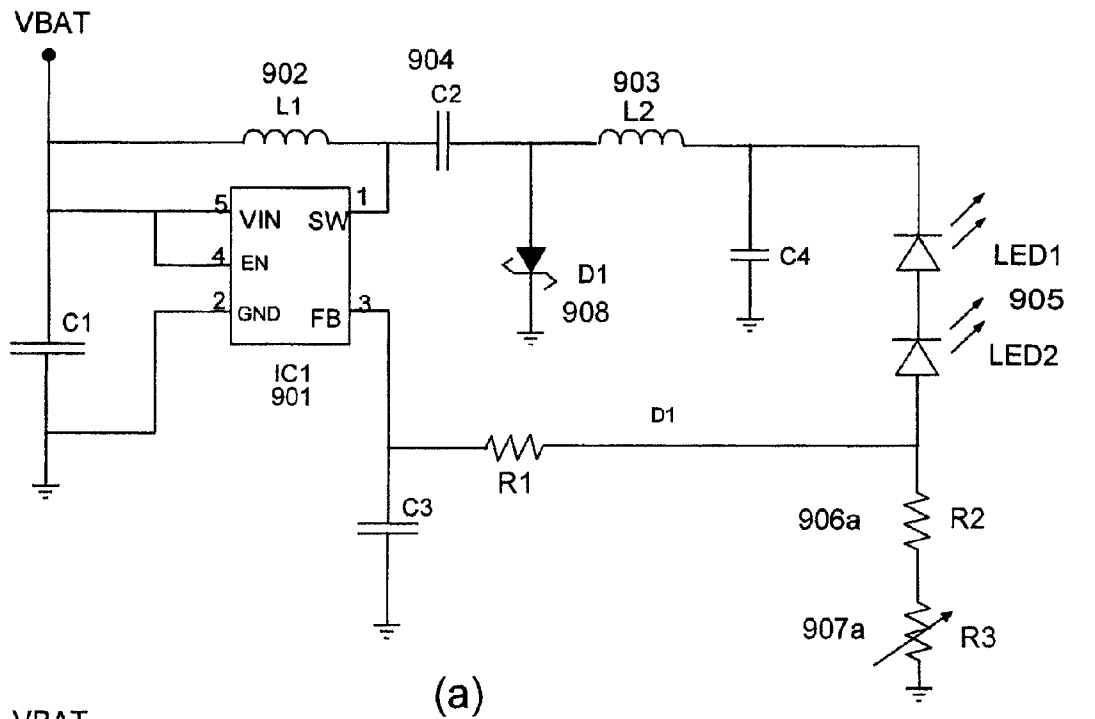 VBAT
902
L1
904
C2
903
L2
5
VIN
SW
1
4
EN
2
GND
FB
3
IC1
901
C1
D1
908
C4
LED1
905
LED2
D1
R1
C3
906a
R2
907a
R3
(a)
VBAT